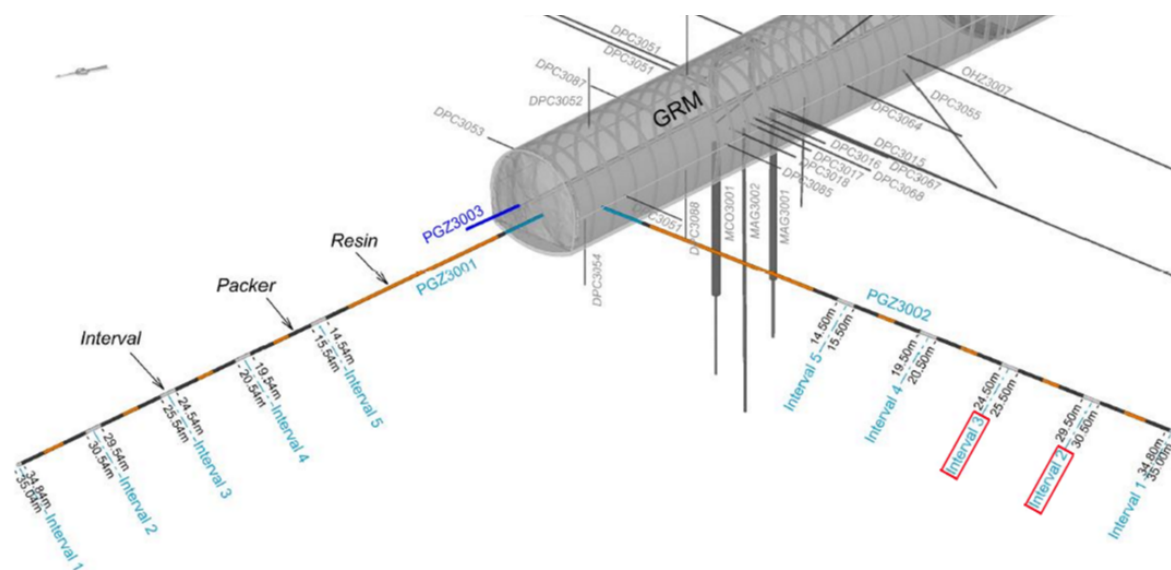 DPC3051
DPC3051
DPC3087
DPC3052
DPC3053
GRM
OHZ3007
DPC3055
DPC3064
DPC3015
DPC3016
DPC3067
DPC3017
DPC3068
DPC3018
DPC3085
PGZ3003
PGZ3001
DPC3051
DPC3088
MCO3001
MAG3002
MAG3001
DPC3054
Resin
Packer
Interval
PGZ3002
14.54m
15.54m
Interval 5
19.54m
20.54m
Interval 4
24.54m
25.54m
Interval 3
29.54m
30.54m
Interval 2
34.84m
35.04m
Interval 1
14.50m
15.50m
Interval 5
19.50m
20.50m
Interval 4
24.50m
25.50m
Interval 3
29.50m
30.50m
Interval 2
34.80m
35.00m
Interval 1